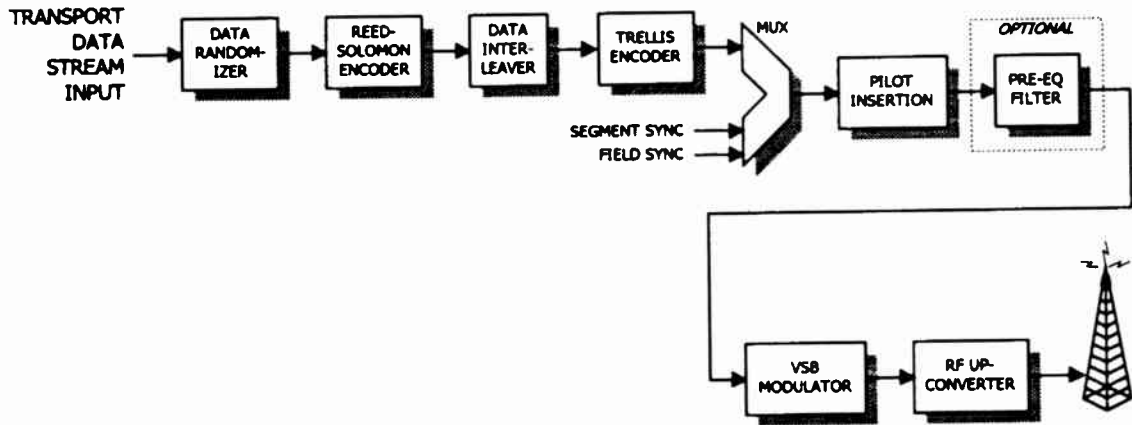 TRANSPORT
DATA
STREAM
INPUT
DATA
RANDOM-
IZER
REED-
SOLOMON
ENCODER
DATA
INTER-
LEAVER
TRELLIS
ENCODER
MUX
SEGMENT SYNC
FIELD SYNC
PILOT
INSERTION
OPTIONAL
PRE-EQ
FILTER
VSB
MODULATOR
RF UP-
CONVERTER